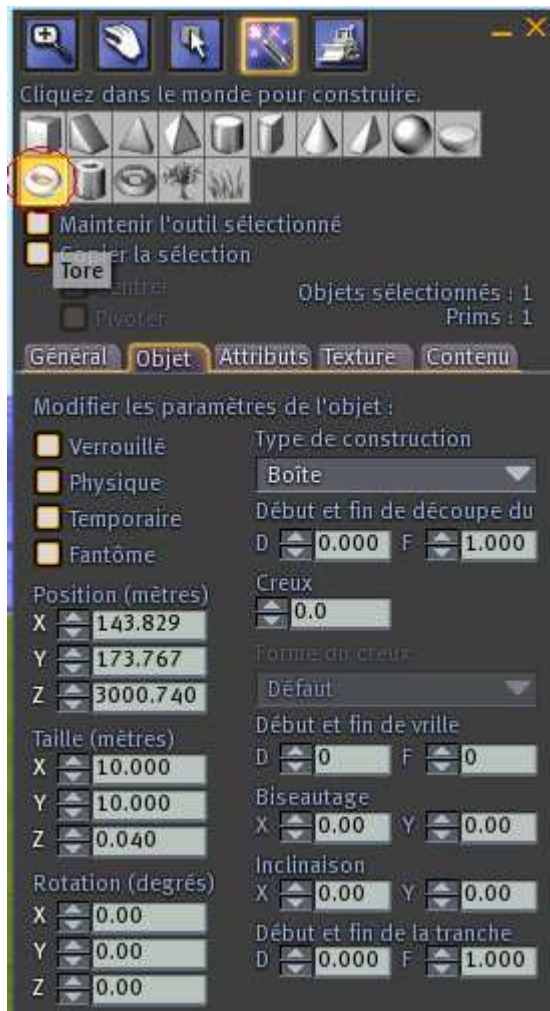 Cliquez dans le monde pour construire.
Maintenir l'outil sélectionné
Copier la sélection
Tore
Centrer
Pivoter
Objets sélectionnés : 1
Prims : 1
Général Objet Attributs Texture Contenu
Modifier les paramètres de l'objet :
Verrouillé
Physique
Temporaire
Fantôme
Position (mètres)
X 143.829
Y 173.767
Z 3000.740
Taille (mètres)
X 10.000
Y 10.000
Z 0.040
Rotation (degrés)
X 0.00
Y 0.00
Z 0.00
Type de construction
Boîte
Début et fin de découpe du
D 0.000 F 1.000
Creux
0.0
Forme du creux
Défaut
Début et fin de vrille
D 0 F 0
Biseautage
X 0.00 Y 0.00
Inclinaison
X 0.00 Y 0.00
Début et fin de la tranche
D 0.000 F 1.000